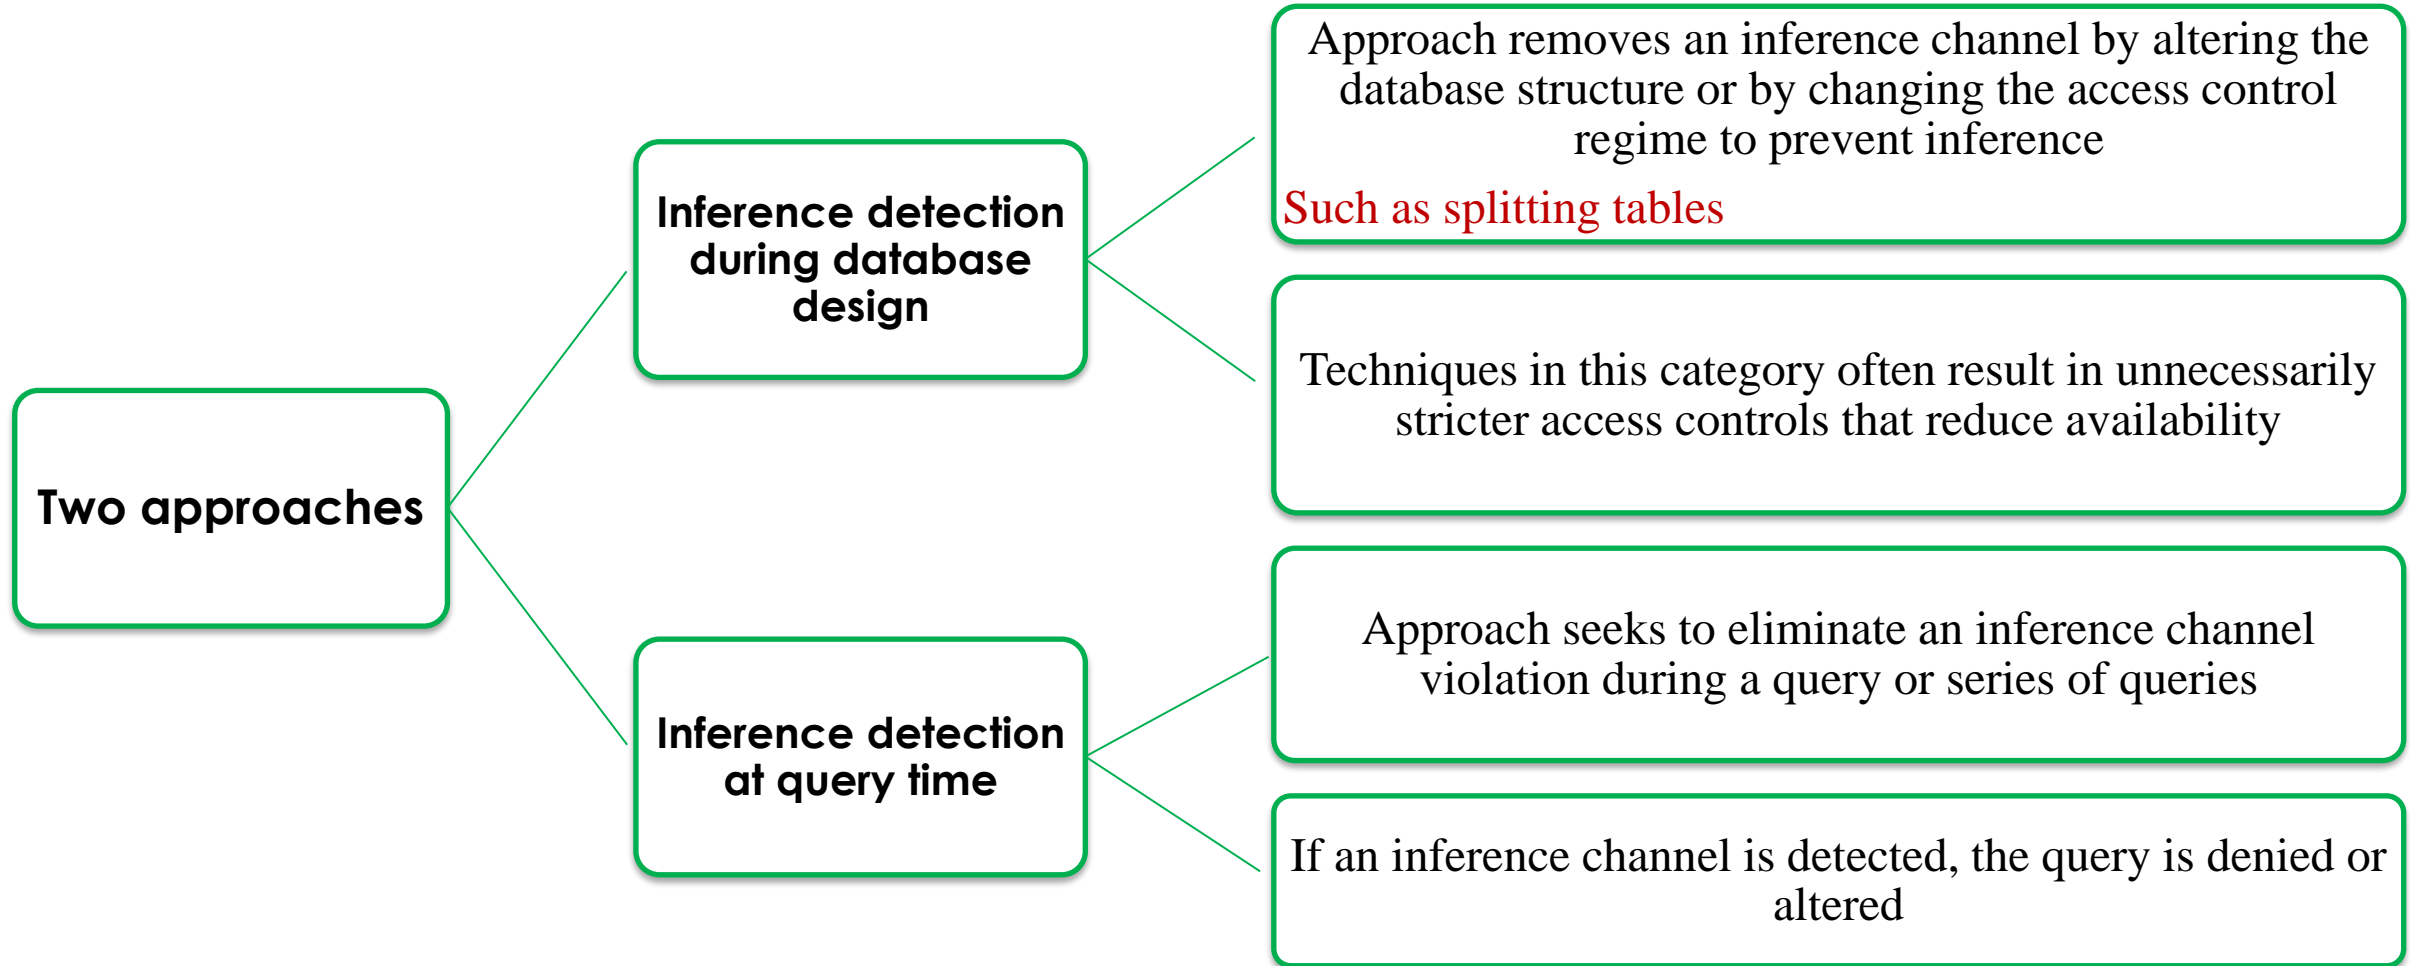 Two approaches
Inference detection
during database
design
Approach removes an inference channel by altering the
database structure or by changing the access control
regime to prevent inference
Such as splitting tables
Techniques in this category often result in unnecessarily
stricter access controls that reduce availability
Inference detection
at query time
Approach seeks to eliminate an inference channel
violation during a query or series of queries
If an inference channel is detected, the query is denied or
altered